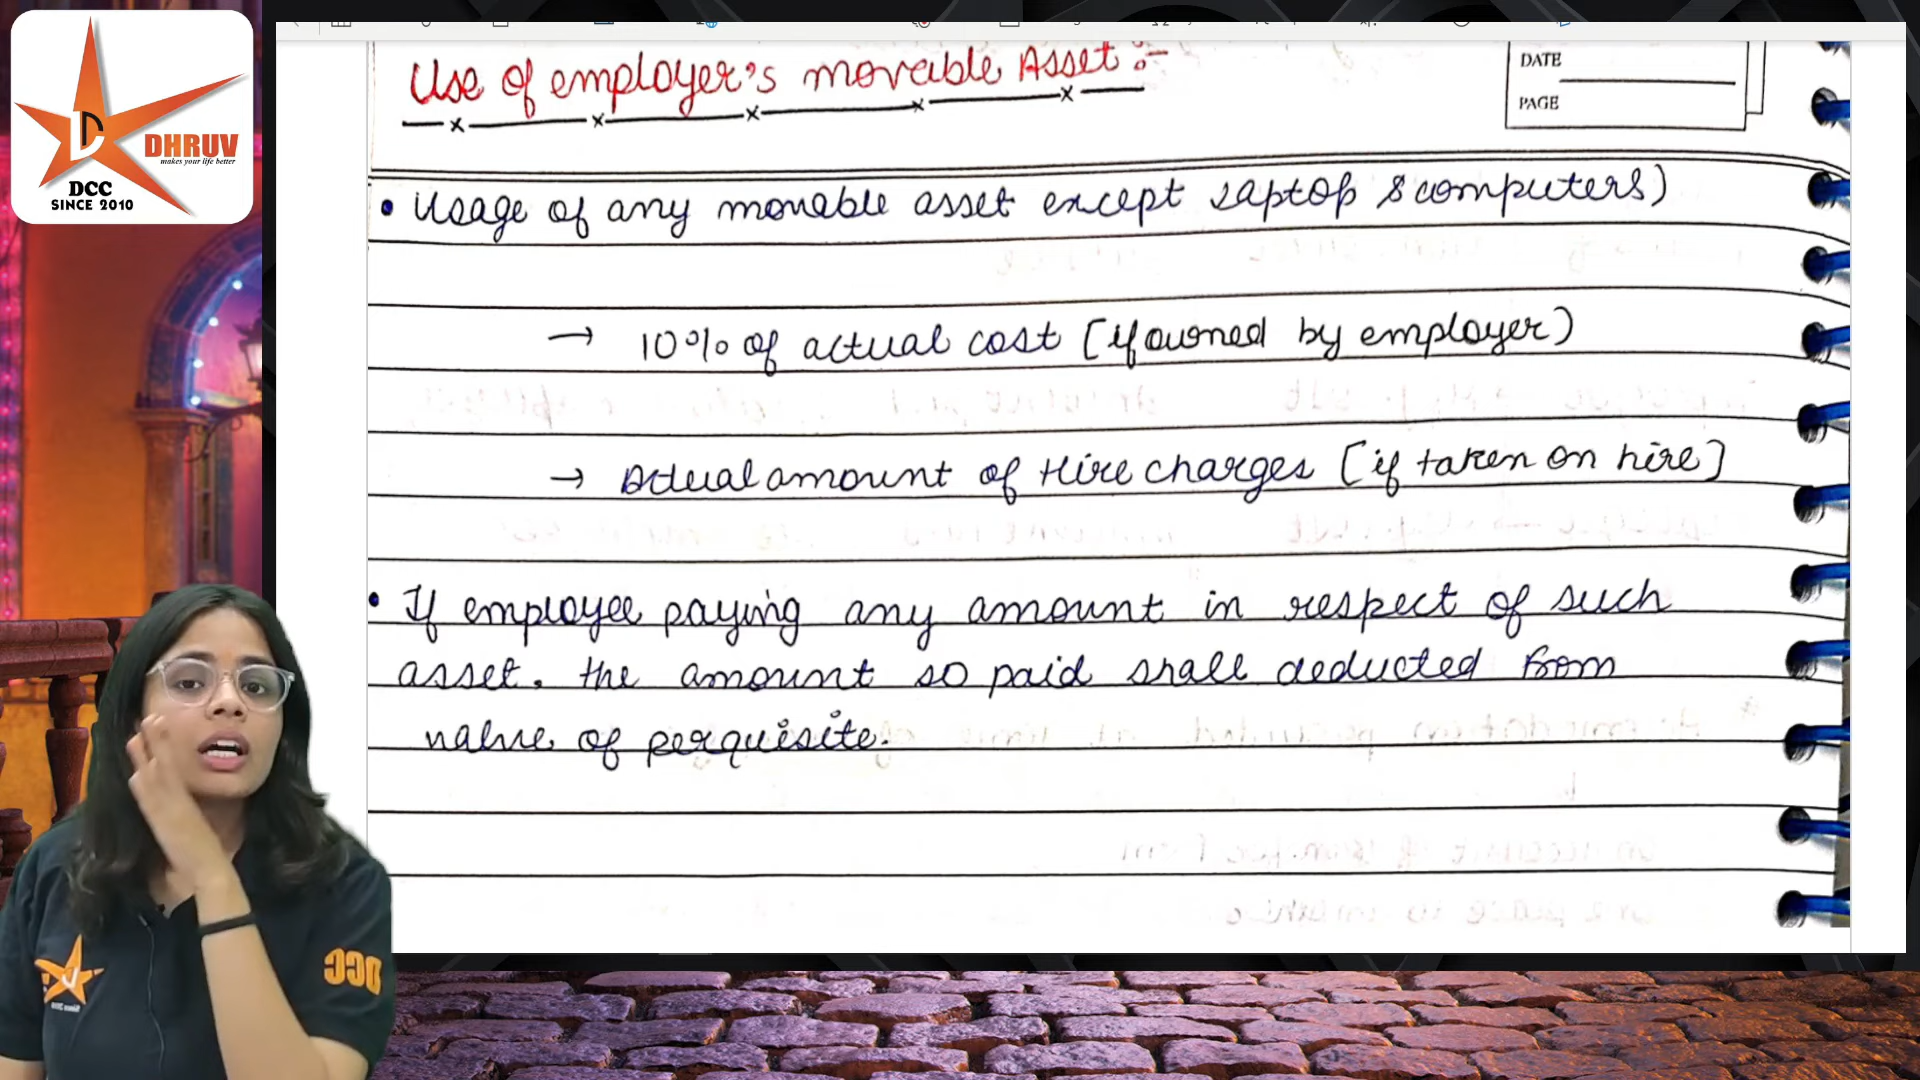 DHRUV
makes your life better
DCC
SINCE 2010
Use of employer's moveable Asset :-
DATE
PAGE
• Usage of any movable asset except laptop & computers)
→ 10% of actual cost [if owned by employer)
→ Actual amount of Hire charges [if taken on hire]
• If employee paying any amount in respect of such
asset. the amount so paid shall deducted from
value of perquisite.
DCC